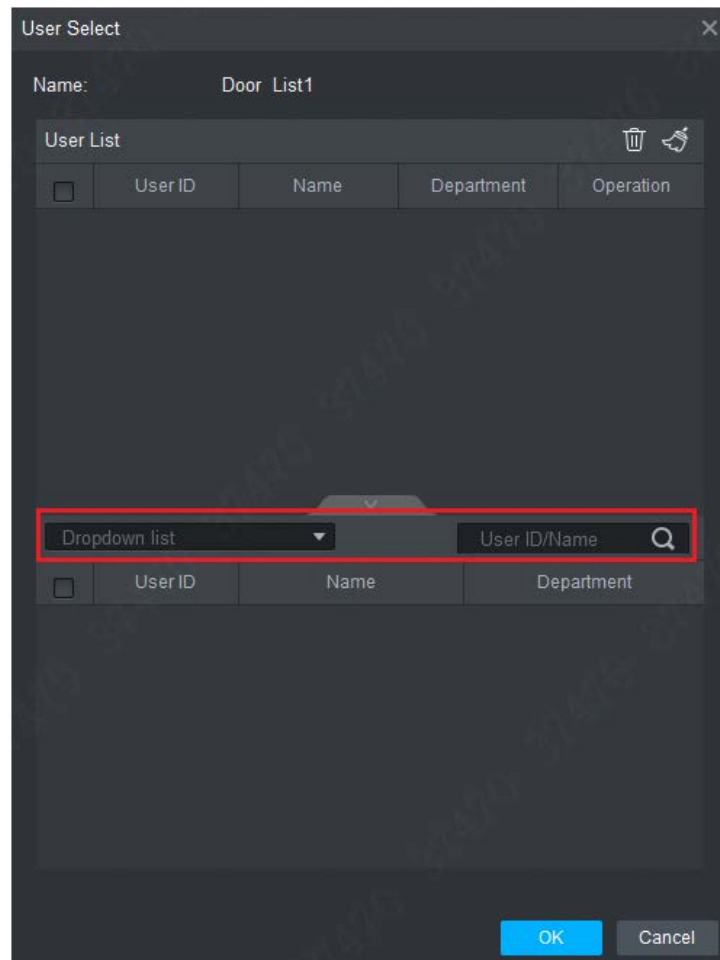 User Select
Name: Door List1
User List
User ID Name Department Operation
Dropdown list User ID/Name
User ID Name Department
OK Cancel